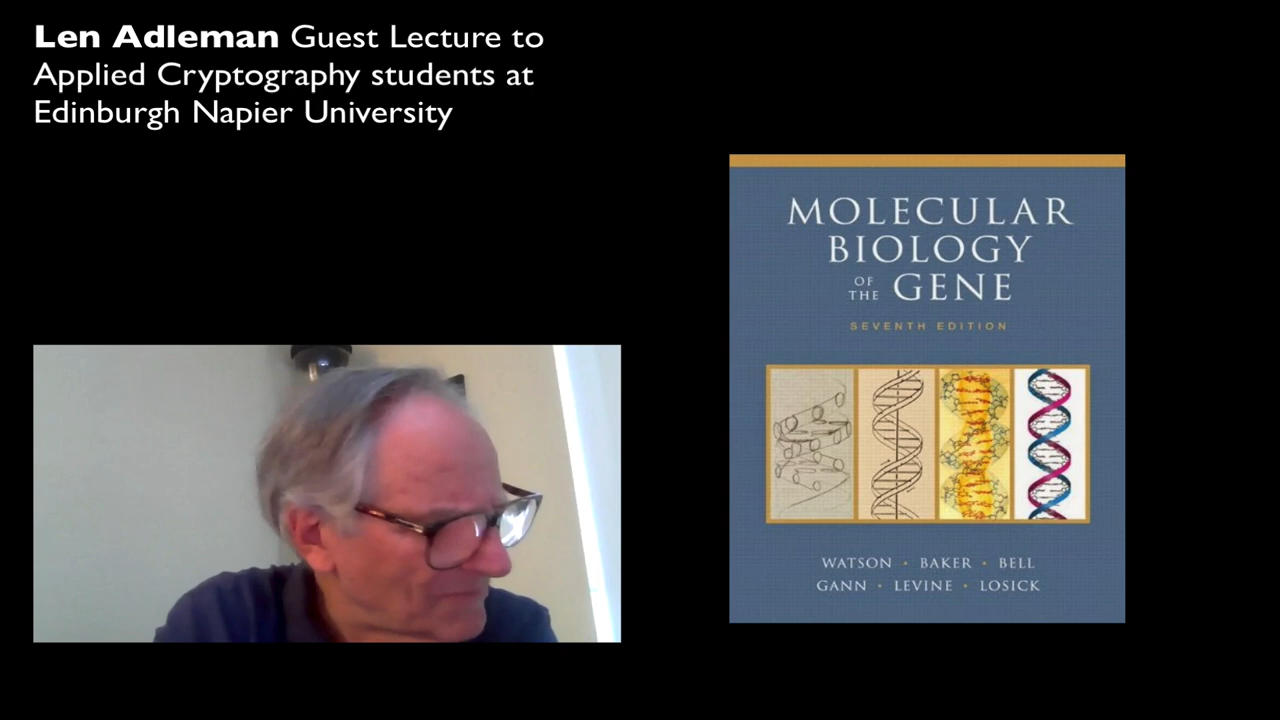 Len Adleman Guest Lecture to
Applied Cryptography students at
Edinburgh Napier University
MOLECULAR
BIOLOGY
OF
THE GENE
SEVENTH EDITION
WATSON • BAKER • BELL
GANN • LEVINE • LOSICK